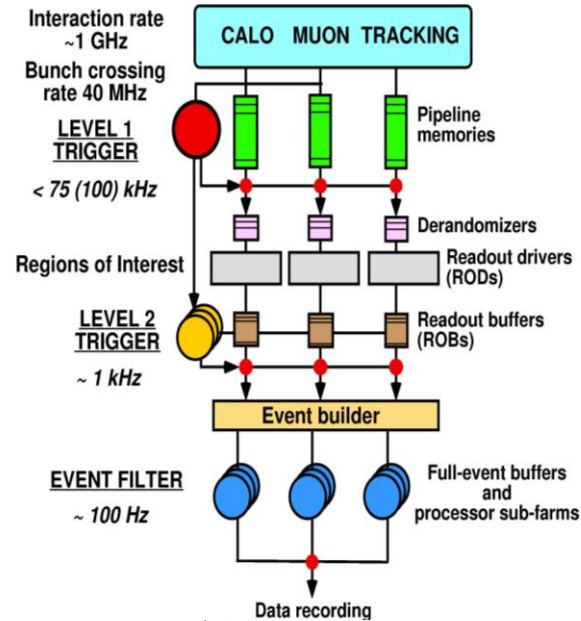 Interaction rate
~1 GHz
CALO MUON TRACKING
Bunch crossing
rate 40 MHz
Pipeline
memories
LEVEL 1
TRIGGER
< 75 (100) kHz
Derandomizers
Regions of Interest
Readout drivers
(RODs)
LEVEL 2
TRIGGER
Readout buffers
(ROBs)
~ 1 kHz
Event builder
EVENT FILTER
~ 100 Hz
Full-event buffers
and
processor sub-farms
Data recording